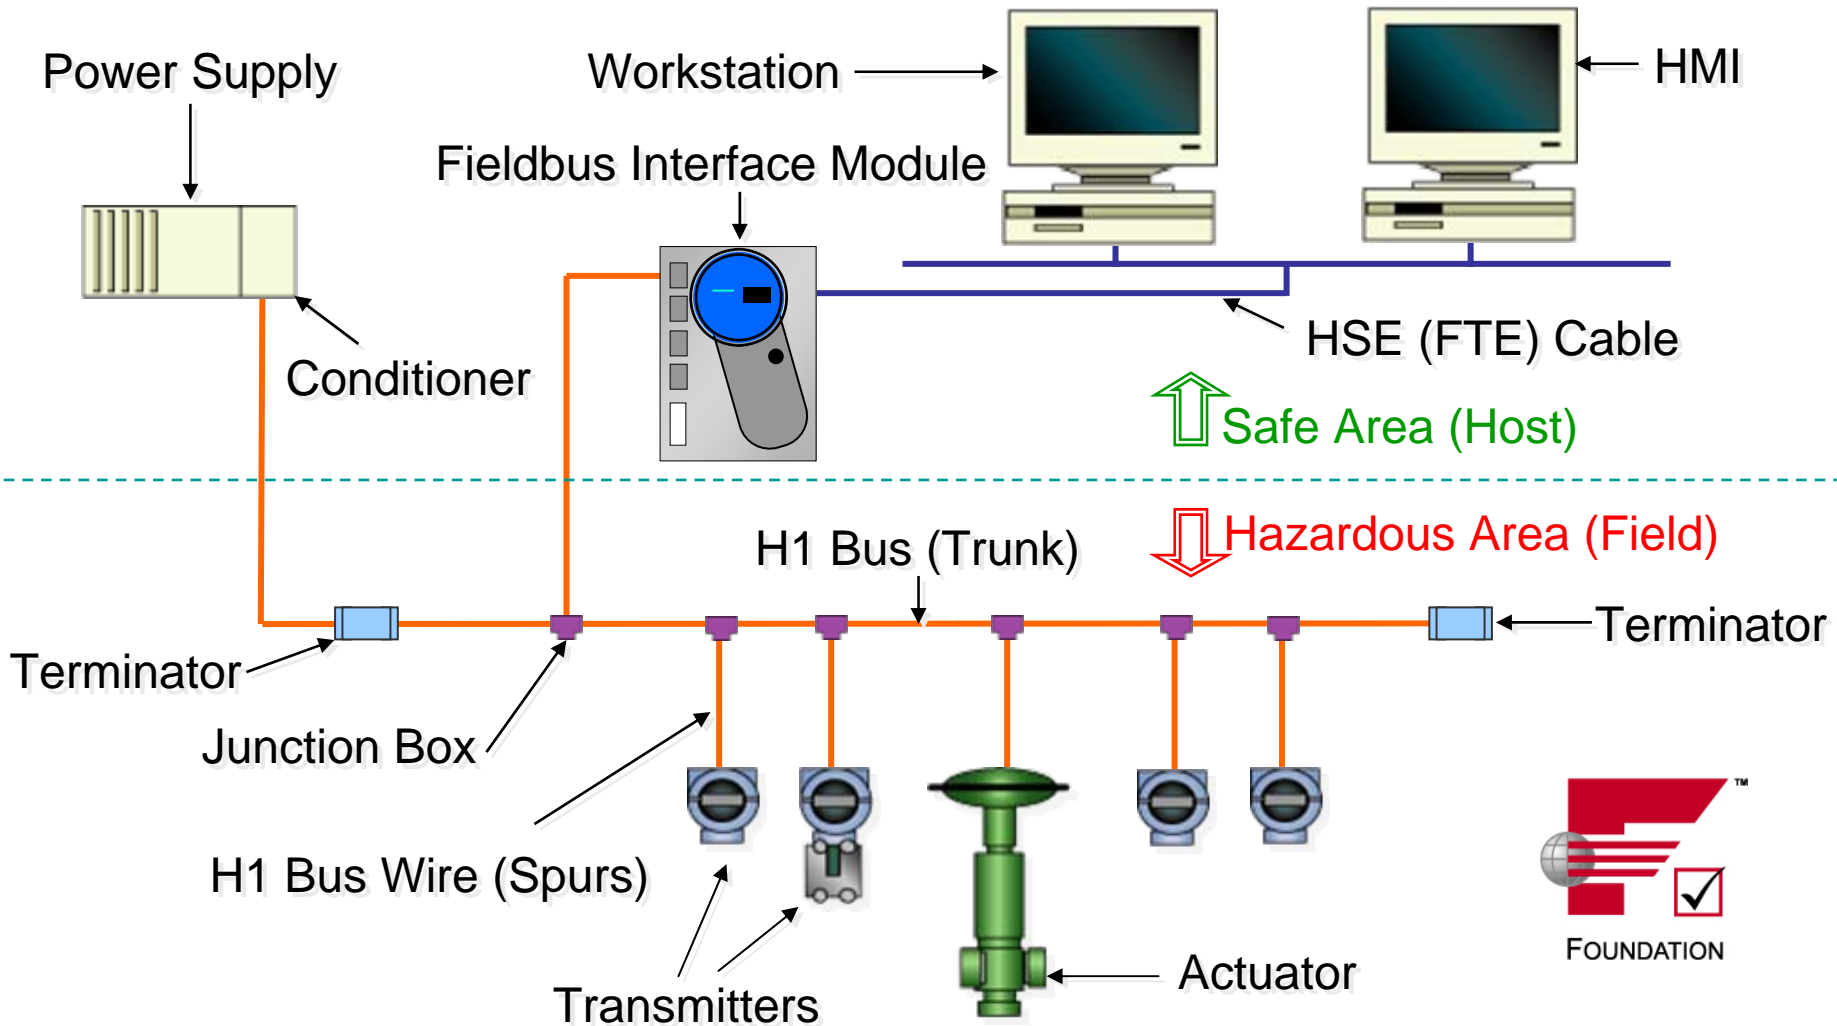 Power Supply
Workstation
HMI
Fieldbus Interface Module
Conditioner
HSE (FTE) Cable
Safe Area (Host)
Hazardous Area (Field)
H1 Bus (Trunk)
Terminator
Terminator
Junction Box
H1 Bus Wire (Spurs)
Transmitters
Actuator
TM
FOUNDATION